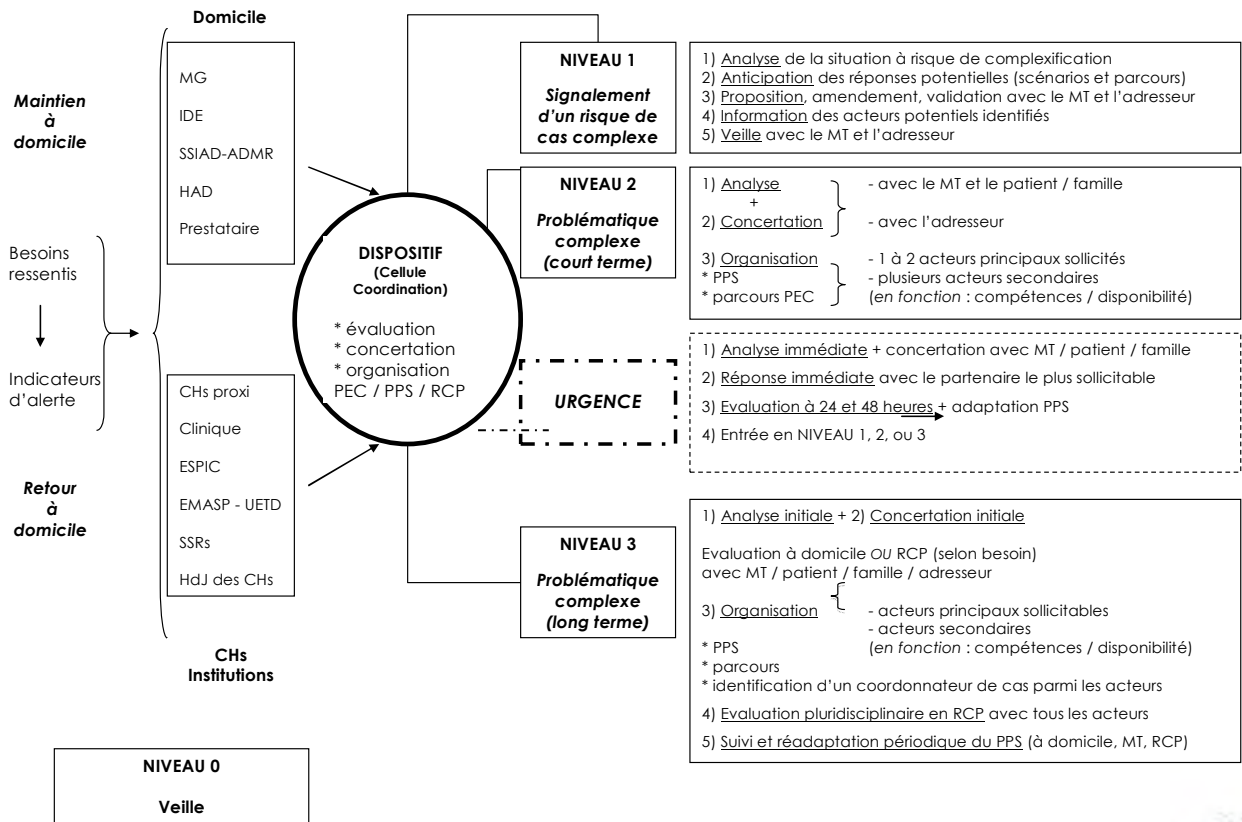 Maintien
à
domicile
Besoins
ressentis
Indicateurs
d'alerte
Retour
à
domicile
Domicile
MG
IDE
SSIAD-ADMR
HAD
Prestataire
CHs proxi
Clinique
ESPIC
EMASP - UETD
SSRs
HdJ des CHs
CHs
Institutions
DISPOSITIF
(Cellule
Coordination)
* évaluation
* concertation
* organisation
PEC / PPS / RCP
NIVEAU 1
Signalement
d'un risque de
cas complexe
1) Analyse de la situation à risque de complexification
2) Anticipation des réponses potentielles (scénarios et parcours)
3) Proposition, amendement, validation avec le MT et l'adresseur
4) Information des acteurs potentiels identifiés
5) Veille avec le MT et l'adresseur
NIVEAU 2
Problématique
complexe
(court terme)
1) Analyse - avec le MT et le patient / famille
+
2) Concertation - avec l'adresseur
3) Organisation - 1 à 2 acteurs principaux sollicités
* PPS - plusieurs acteurs secondaires
* parcours PEC (en fonction : compétences / disponibilité)
URGENCE
1) Analyse immédiate + concertation avec MT / patient / famille
2) Réponse immédiate avec le partenaire le plus sollicitable
3) Evaluation à 24 et 48 heures + adaptation PPS
4) Entrée en NIVEAU 1, 2, ou 3
NIVEAU 3
Problématique
complexe
(long terme)
1) Analyse initiale + 2) Concertation initiale
Evaluation à domicile OU RCP (selon besoin)
avec MT / patient / famille / adresseur
3) Organisation - acteurs principaux sollicitables
- acteurs secondaires
* PPS (en fonction : compétences / disponibilité)
* parcours
* identification d'un coordonnateur de cas parmi les acteurs
4) Evaluation pluridisciplinaire en RCP avec tous les acteurs
5) Suivi et réadaptation périodique du PPS (à domicile, MT, RCP)
NIVEAU 0
Veille